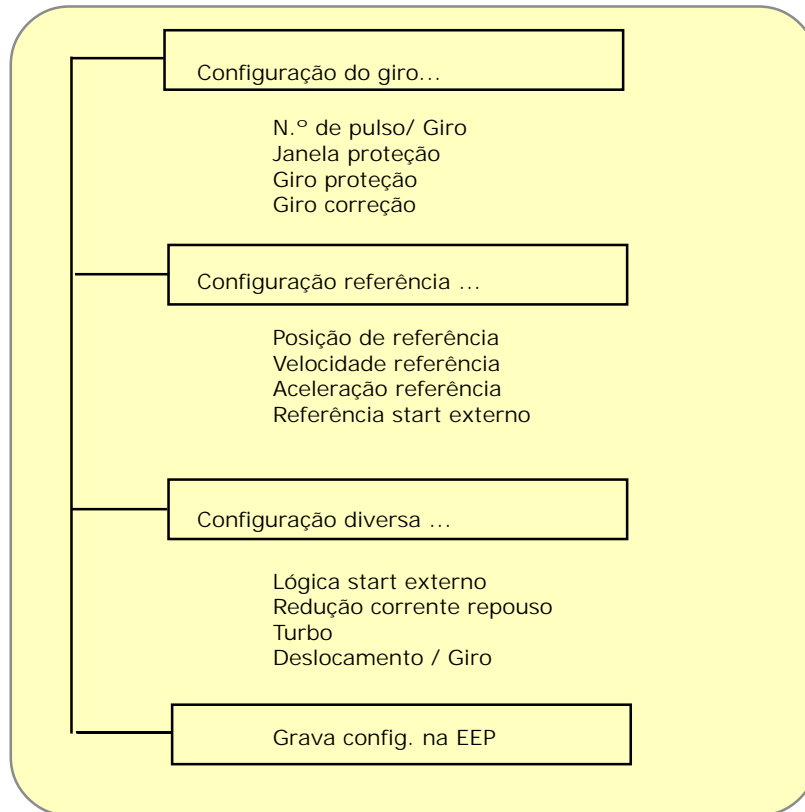 Configuração do giro...
N.º de pulso/ Giro
Janela proteção
Giro proteção
Giro correção
Configuração referência ...
Posição de referência
Velocidade referência
Aceleração referência
Referência start externo
Configuração diversa ...
Lógica start externo
Redução corrente repouso
Turbo
Deslocamento / Giro
Grava config. na EEP